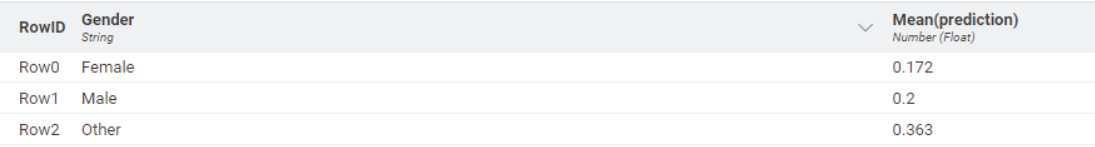 RowID Gender Mean(prediction)
String Number (Float)
Row0 Female 0.172
Row1 Male 0.2
Row2 Other 0.363